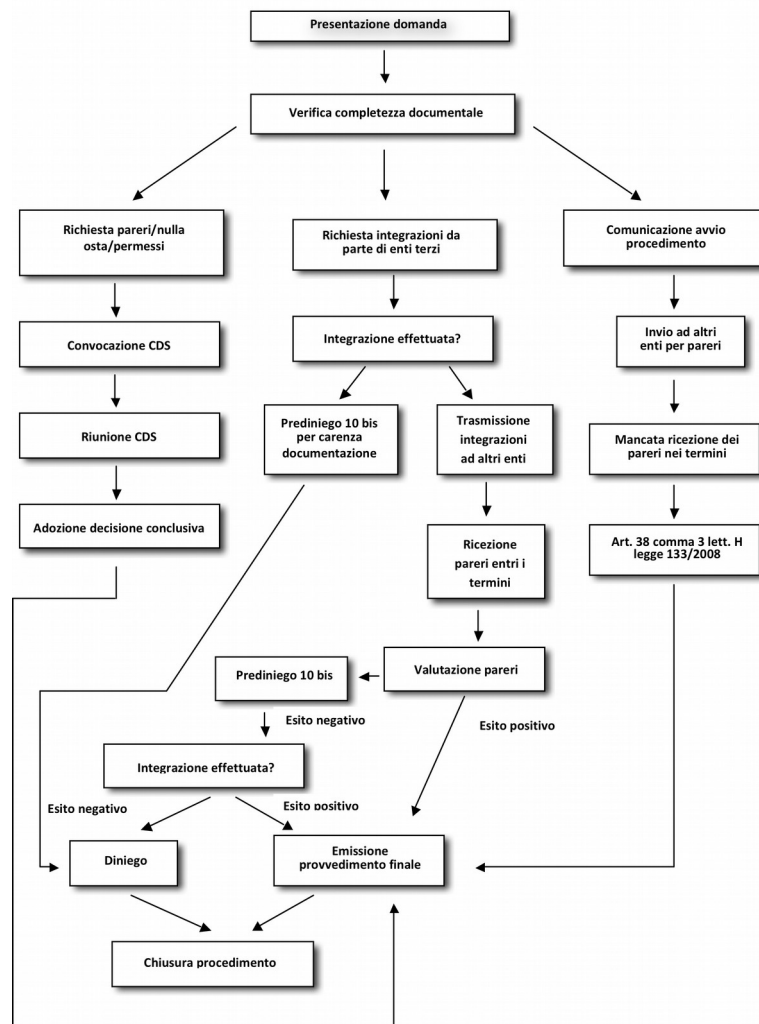 Presentazione domanda
Verifica completezza documentale
Richiesta pareri/nulla
osta/permessi
Richiesta integrazioni da
parte di enti terzi
Comunicazione avvio
procedimento
Convocazione CDS
Integrazione effettuata?
Invio ad altri
enti per pareri
Riunione CDS
Prediniego 10 bis
per carenza
documentazione
Trasmissione
integrazioni
ad altri enti
Mancata ricezione dei
pareri nei termini
Adozione decisione conclusiva
Ricezione
pareri entri i
termini
Art. 38 comma 3 lett. H
legge 133/2008
Prediniego 10 bis
Valutazione pareri
Esito negativo
Esito positivo
Integrazione effettuata?
Esito negativo
Esito positivo
Diniego
Emissione
provvedimento finale
Chiusura procedimento